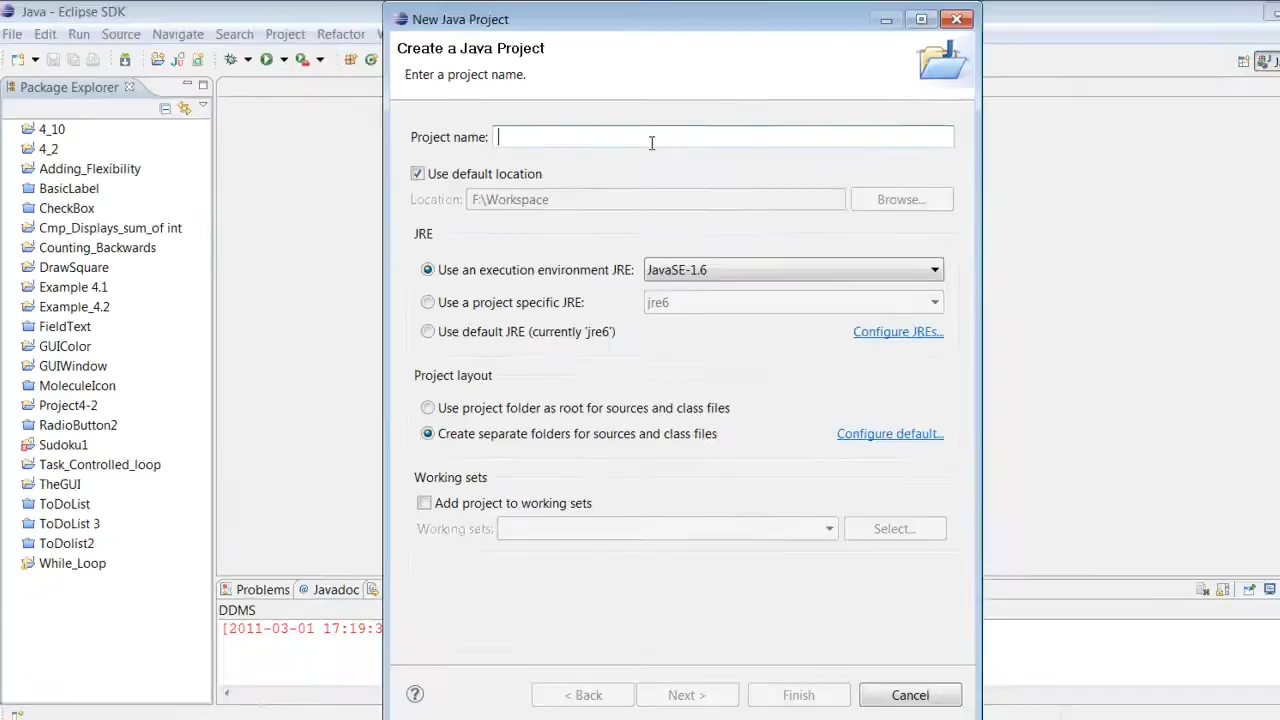 Java - Eclipse SDK
File Edit Run Source Navigate Search Project Refactor
Package Explorer
4_10
4_2
Adding_Flexibility
BasicLabel
CheckBox
Cmp_Displays_sum_of int
Counting_Backwards
DrawSquare
Example 4.1
Example_4.2
FieldText
GUIColor
GUIWindow
MoleculeIcon
Project4-2
RadioButton2
Sudoku1
Task_Controlled_loop
TheGUI
ToDoList
ToDoList 3
ToDolist2
While_Loop
New Java Project
Create a Java Project
Enter a project name.
Project name:
Use default location
Location: F:\Workspace Browse...
JRE
Use an execution environment JRE: JavaSE-1.6
Use a project specific JRE: jre6
Use default JRE (currently 'jre6') Configure JREs...
Project layout
Use project folder as root for sources and class files
Create separate folders for sources and class files Configure default...
Working sets
Add project to working sets
Working sets: Select...
< Back Next > Finish Cancel
Problems @ Javadoc
DDMS
[2011-03-01 17:19:3